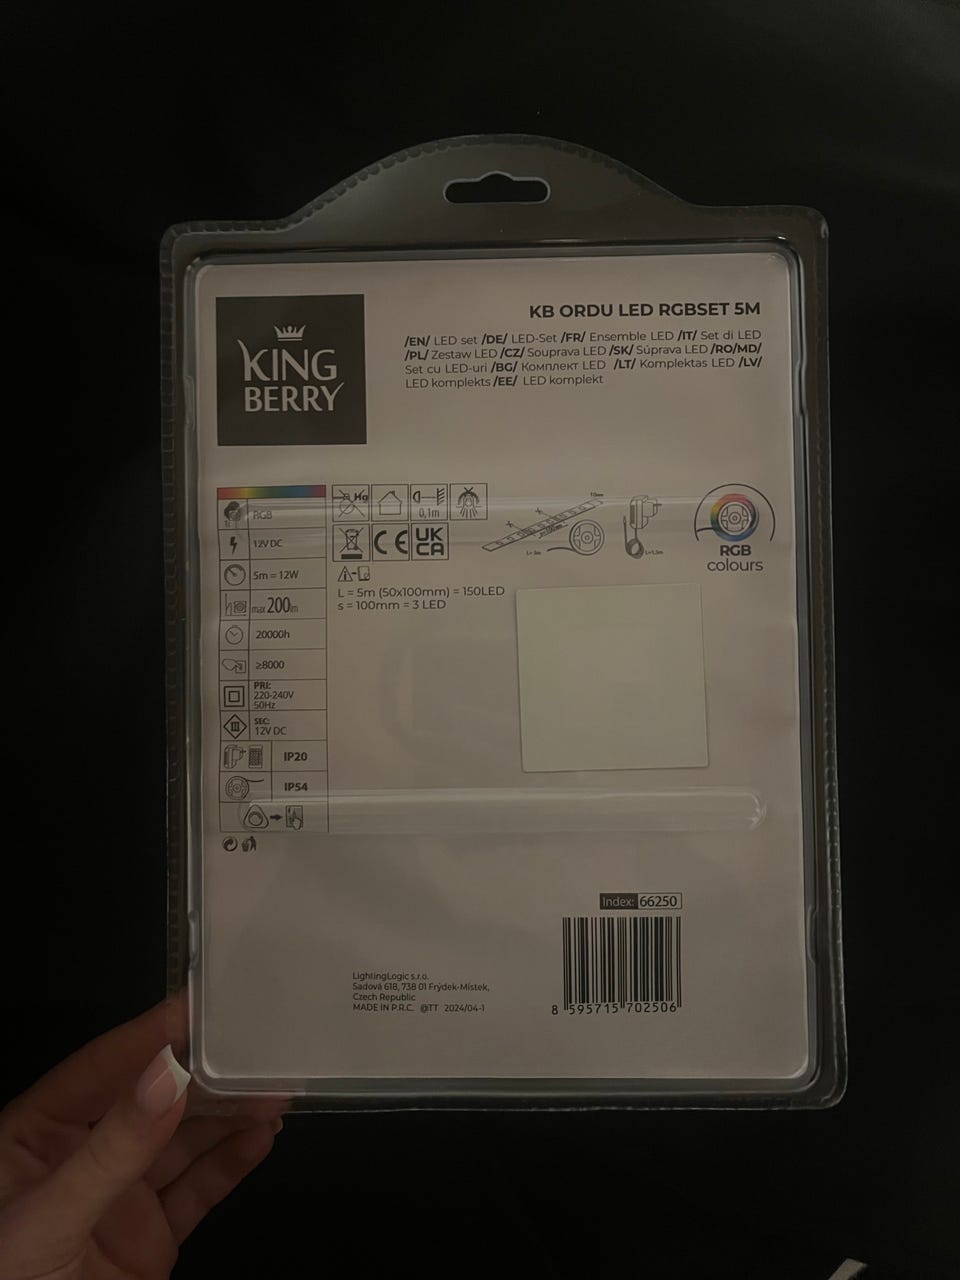 KING
BERRY
KB ORDU LED RGBSET 5M
/EN/ LED set /DE/ LED-Set /FR/ Ensemble LED /IT/ Set di LED
/PL/ Zestaw LED /CZ/ Souprava LED /SK/ Súprava LED /RO/MD/
Set cu LED-uri /BG/ Комплект LED /LT/ Komplektas LED /LV/
LED komplekts /EE/ LED komplekt
RGB
12V DC
5m = 12W
max 200lm
20000h
≥8000
PRI:
220-240V
50Hz
SEC:
12V DC
IP20
IP54
Hg
0,1m
CE
UK
CA
L = 5m (50x100mm) = 150LED
s = 100mm = 3 LED
10mm
L= 5m
L=1,5m
RGB
colours
Index: 66250
8 595715 702506
LightingLogic s.r.o.
Sadová 618, 738 01 Frýdek-Místek,
Czech Republic
MADE IN P.R.C. @TT 2024/04-1